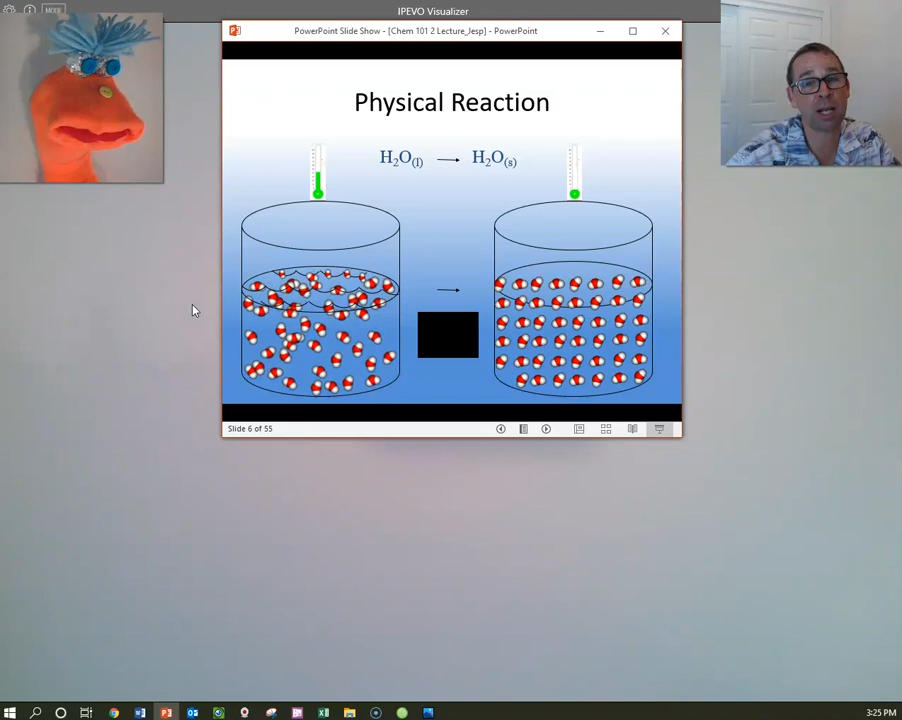 IPEVO Visualizer
MODE
PowerPoint Slide Show - [Chem 101 2 Lecture_Jesp] - PowerPoint
Physical Reaction
H₂O(l) → H₂O(s)
→
Slide 6 of 55
3:25 PM